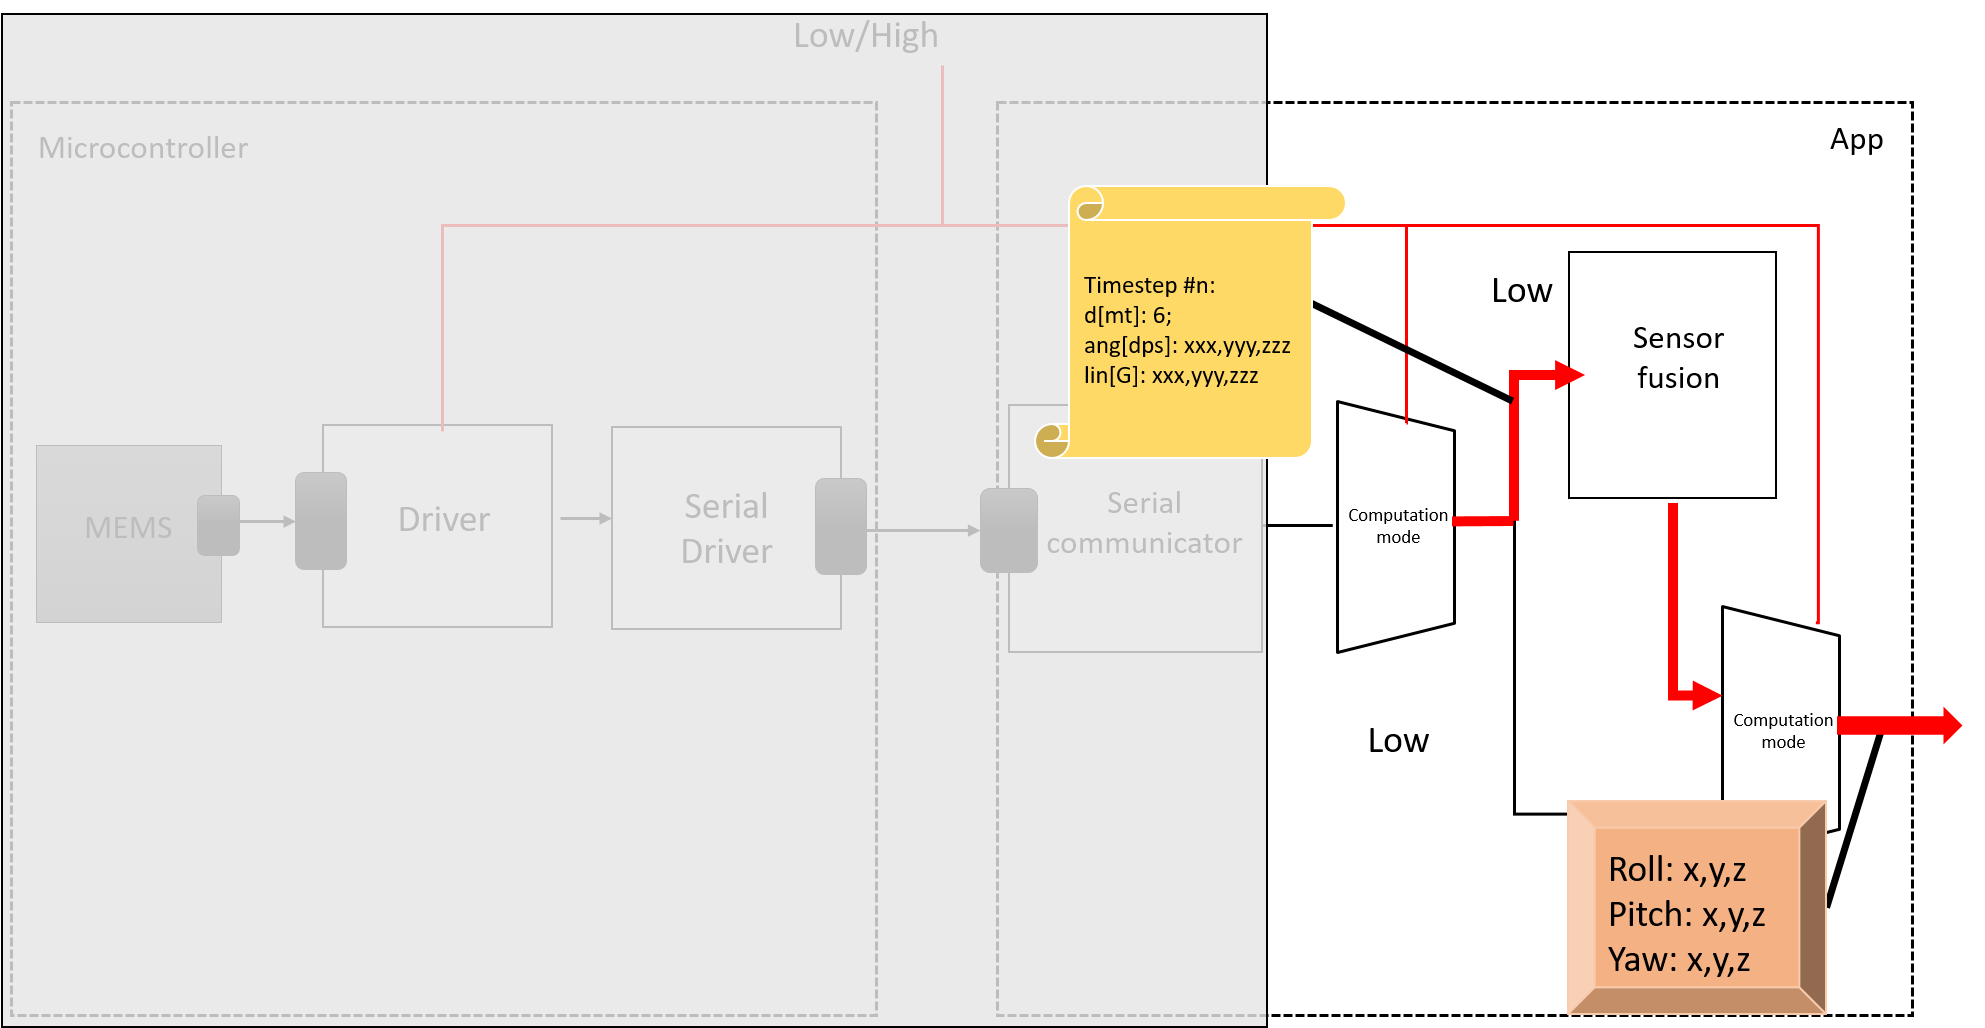 Low/High
Microcontroller
App
Timestep #n:
d[mt]: 6;
ang[dps]: xxx,yyy,zzz
lin[G]: xxx,yyy,zzz
Low
Sensor
fusion
MEMS
Driver
Serial
Driver
Serial
communicator
Computation
mode
Low
Computation
mode
Roll: x,y,z
Pitch: x,y,z
Yaw: x,y,z